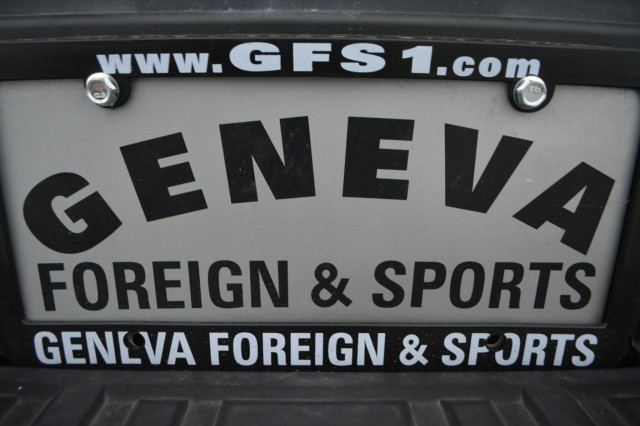 www.GFS1.com
GENEVA
FOREIGN & SPORTS
GENEVA FOREIGN & SPORTS